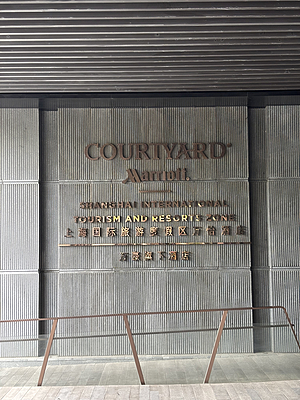 COURTYARD
Marriott
SHANGHAI INTERNATIONAL
TOURISM AND RESORTS ZONE
上海国际旅游度假区万怡酒店